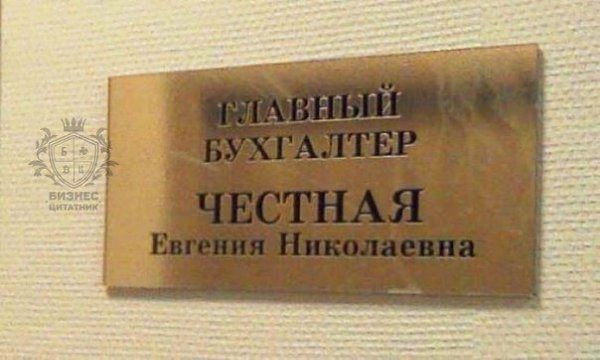 ГЛАВНЫЙ
БУХГАЛТЕР
ЧЕСТНАЯ
Евгения Николаевна
БИЗНЕС
ЦИТАТНИК